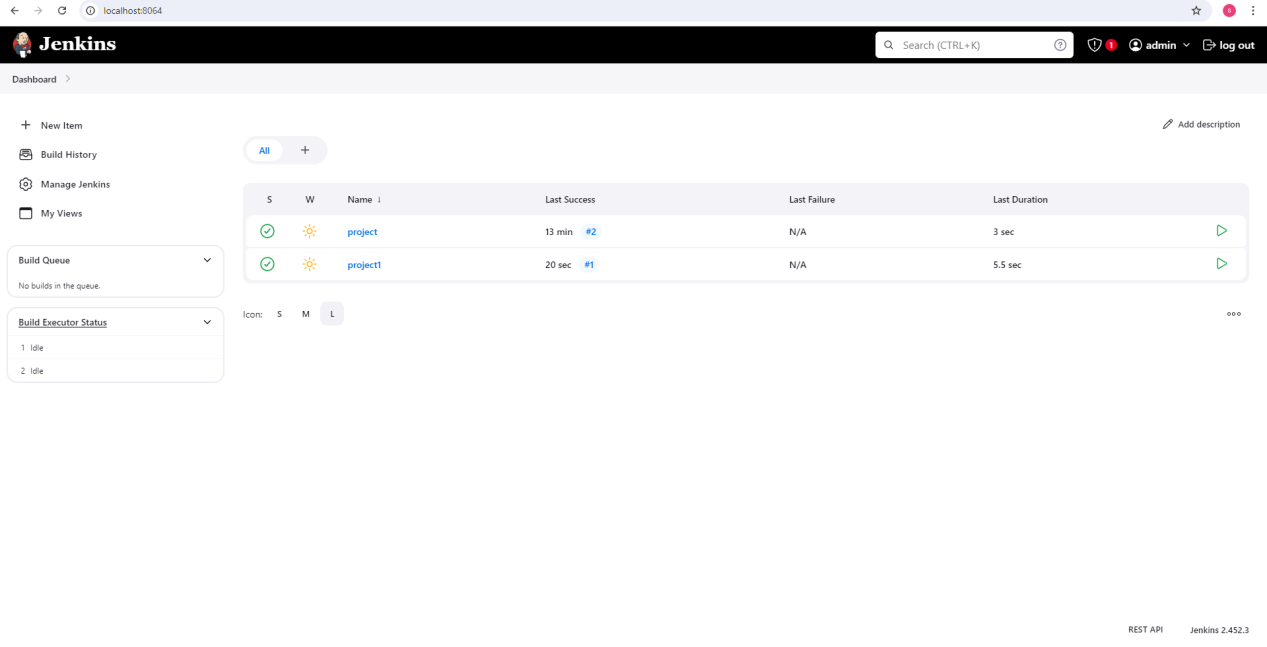 localhost:8064
8
Jenkins
Search (CTRL+K)
1
admin
log out
Dashboard
New Item
Build History
Manage Jenkins
My Views
Build Queue
No builds in the queue.
Build Executor Status
1 Idle
2 Idle
Add description
All +
S W Name ↓ Last Success Last Failure Last Duration
project 13 min #2 N/A 3 sec
project1 20 sec #1 N/A 5.5 sec
Icon: S M L
REST API Jenkins 2.452.3